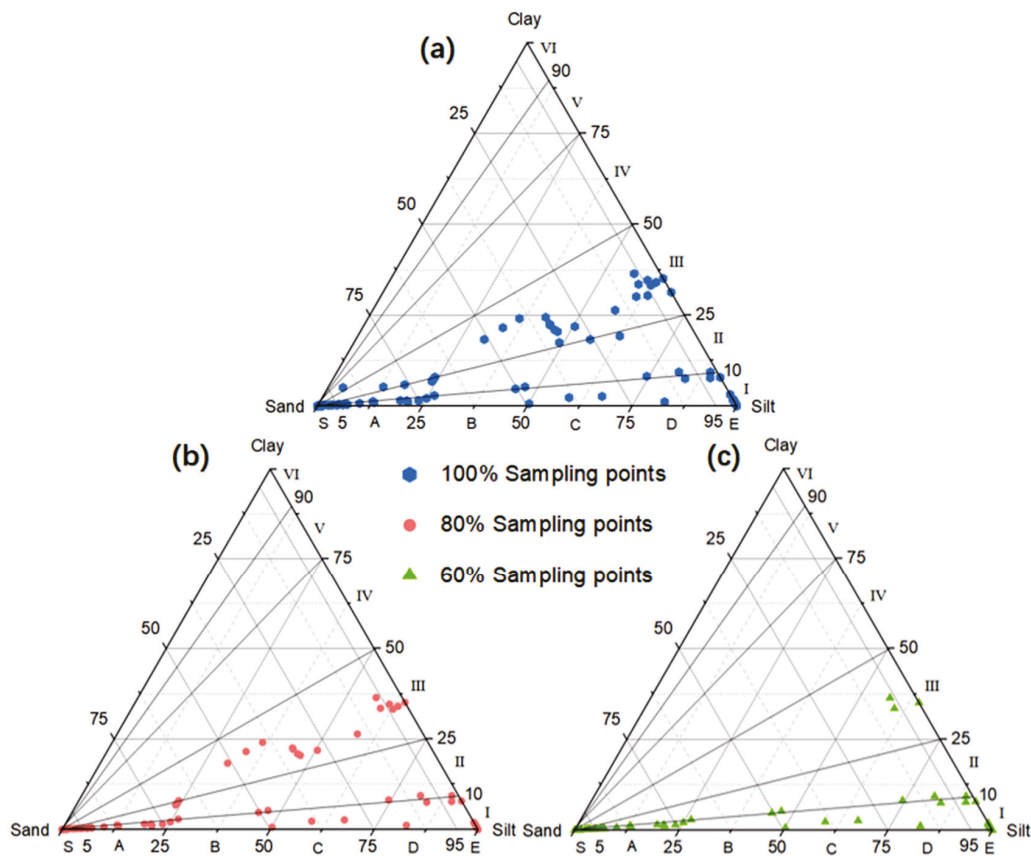 Clay
(a)
VI
90
V
25
75
IV
50
50
III
75
25
II
10
I
Sand
Silt
S 5 A 25 B 50 C 75 D 95 E
(b)
Clay
VI
90
V
25
75
IV
50
50
III
75
25
II
10
I
Sand
Silt
S 5 A 25 B 50 C 75 D 95 E
100% Sampling points
80% Sampling points
60% Sampling points
(c)
Clay
VI
90
V
25
75
IV
50
50
III
75
25
II
10
I
Sand
Silt
S 5 A 25 B 50 C 75 D 95 E